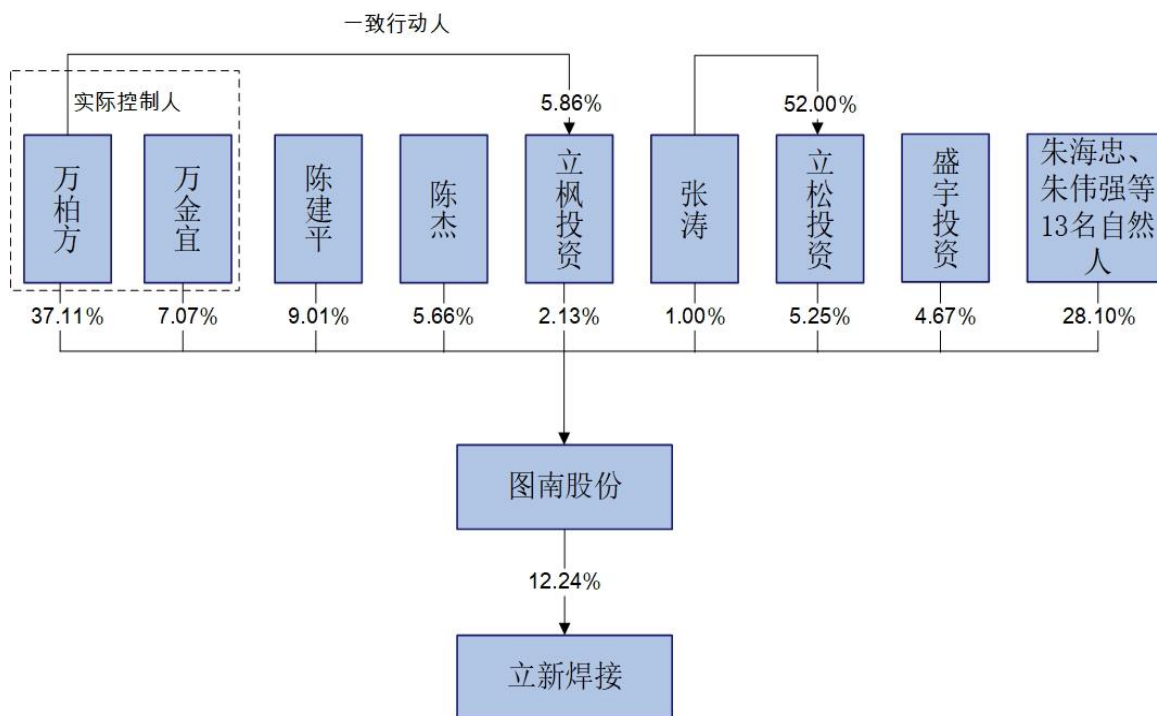 一致行动人
实际控制人
5.86%
52.00%
万柏方
万金宜
陈建平
陈杰
立枫投资
张涛
立松投资
盛宇投资
朱海忠、
朱伟强等
13名自然
人
37.11%
7.07%
9.01%
5.66%
2.13%
1.00%
5.25%
4.67%
28.10%
图南股份
12.24%
立新焊接